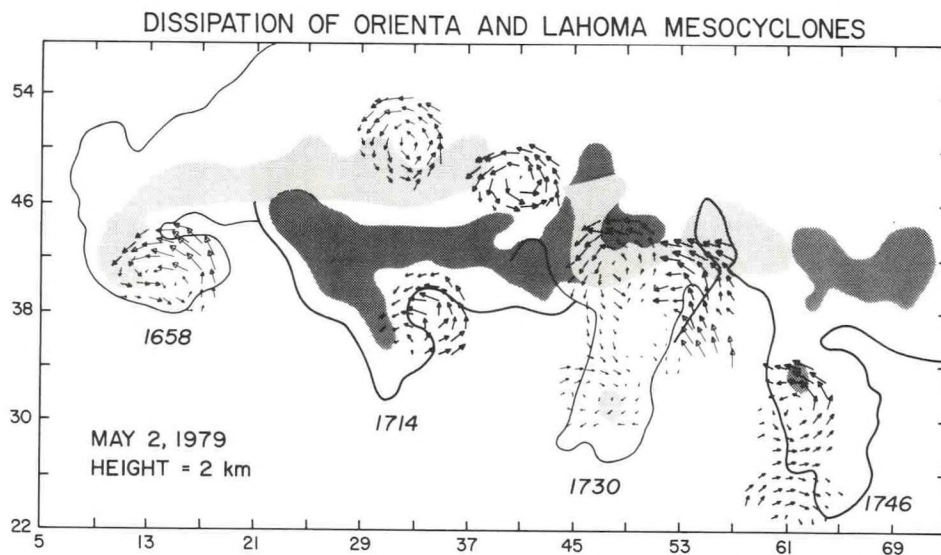 DISSIPATION OF ORIENTA AND LAHOMA MESOCYCLONES
54
46
38
30
22
1658
1714
1730
1746
MAY 2, 1979
HEIGHT = 2 km
5 13 21 29 37 45 53 61 69